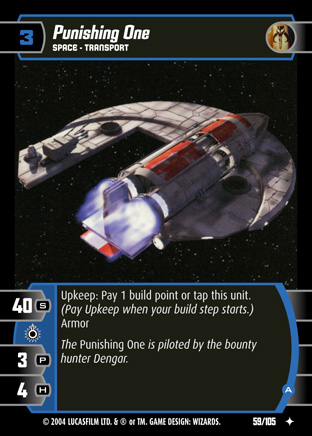 3
Punishing One
SPACE - TRANSPORT
40 S
Upkeep: Pay 1 build point or tap this unit.
(Pay Upkeep when your build step starts.)
Armor
3 P
The Punishing One is piloted by the bounty
hunter Dengar.
4 H
A
© 2004 LUCASFILM LTD. & ® or TM. GAME DESIGN: WIZARDS.
59/105